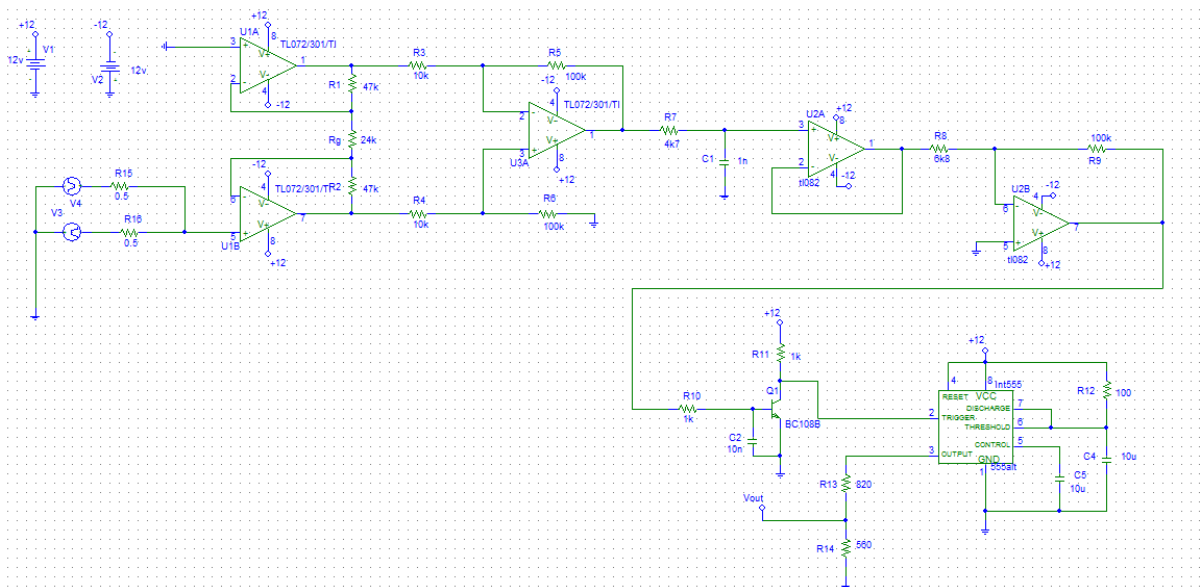 +12
-12
V1
12v
V2
12v
+12
U1A
8
TL072/301/TI
3
+
V+
V-
1
2
-
4
-12
R1
47k
Rg
24k
R2
47k
R3
10k
R4
10k
R5
100k
R6
100k
-12
4
TL072/301/TI
6
-
V-
V+
7
5
+
8
U1B
+12
R15
0.5
V4
V3
R16
0.5
-12
4
TL072/301/TI
2
-
V-
V+
1
3
+
8
U3A
+12
R7
4k7
C1
1n
U2A
+12
8
3
+
V+
V-
1
2
-
4
-12
tl082
R8
6k8
100k
R9
U2B
-12
4
6
-
V-
V+
7
5
+
8
tl082
+12
+12
R11
1k
Q1
BC108B
R10
1k
C2
10n
+12
4
8
Int555
RESET
VCC
DISCHARGE
7
2
TRIGGER
THRESHOLD
6
CONTROL
5
3
OUTPUT
GND
1
555alt
R12
100
C4
10u
C5
10u
R13
820
Vout
R14
560